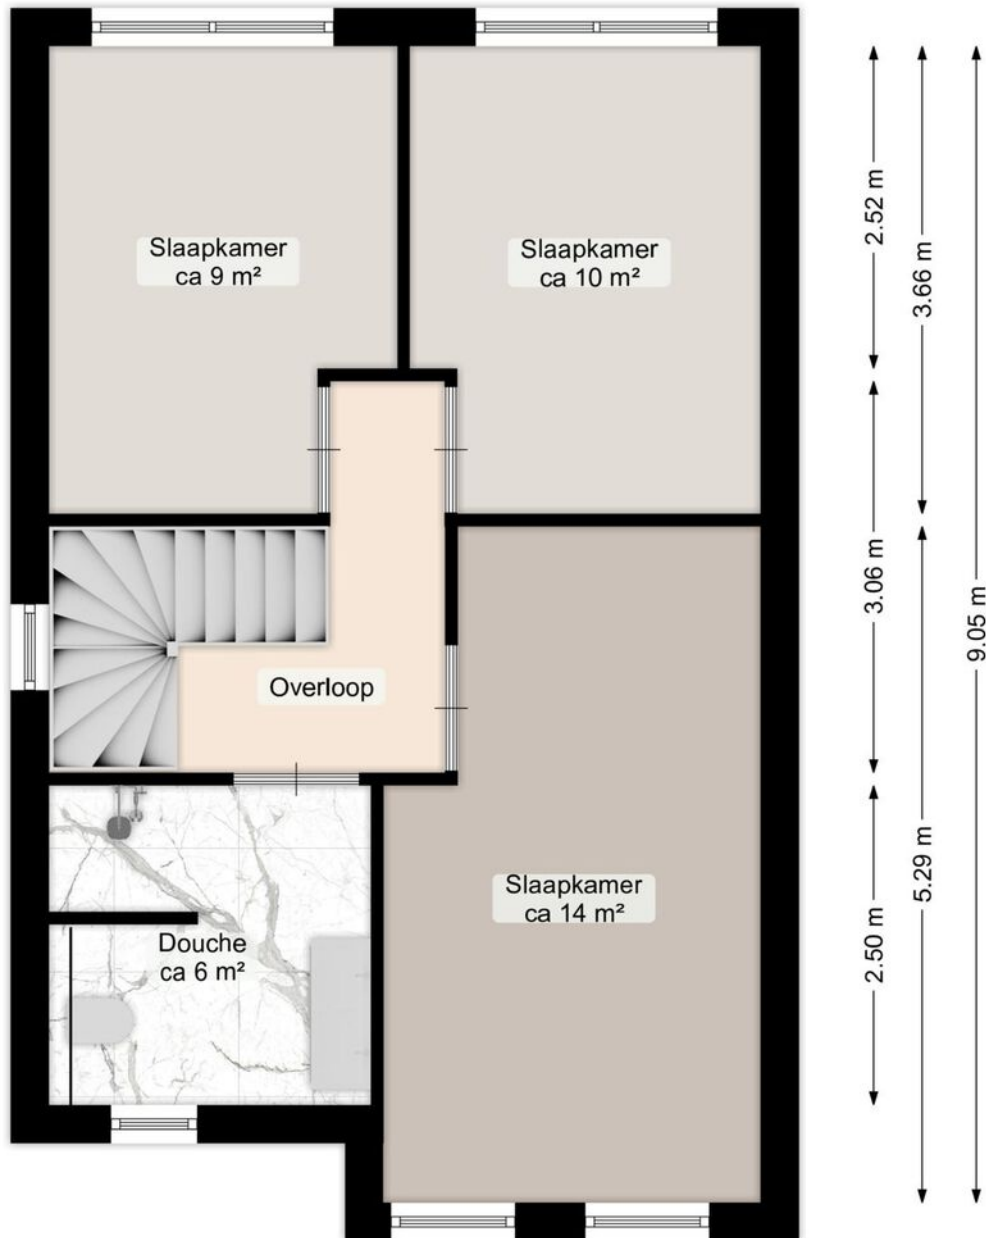 Slaapkamer
ca 9 m²
Slaapkamer
ca 10 m²
2.52 m
3.66 m
3.06 m
9.05 m
Overloop
Slaapkamer
ca 14 m²
5.29 m
Douche
ca 6 m²
2.50 m